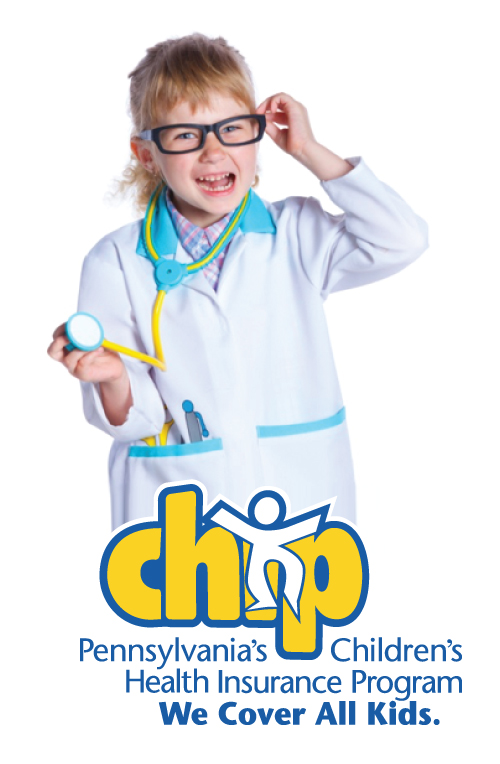 chip
Pennsylvania's Children's
Health Insurance Program
We Cover All Kids.